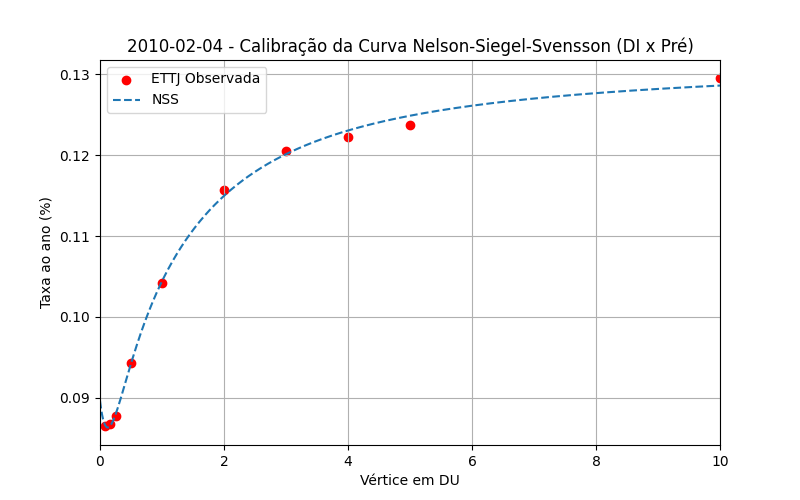 2010-02-04 - Calibração da Curva Nelson-Siegel-Svensson (DI x Pré)
ETTJ Observada
NSS
Taxa ao ano (%)
0.13
0.12
0.11
0.10
0.09
0 2 4 6 8 10
Vértice em DU